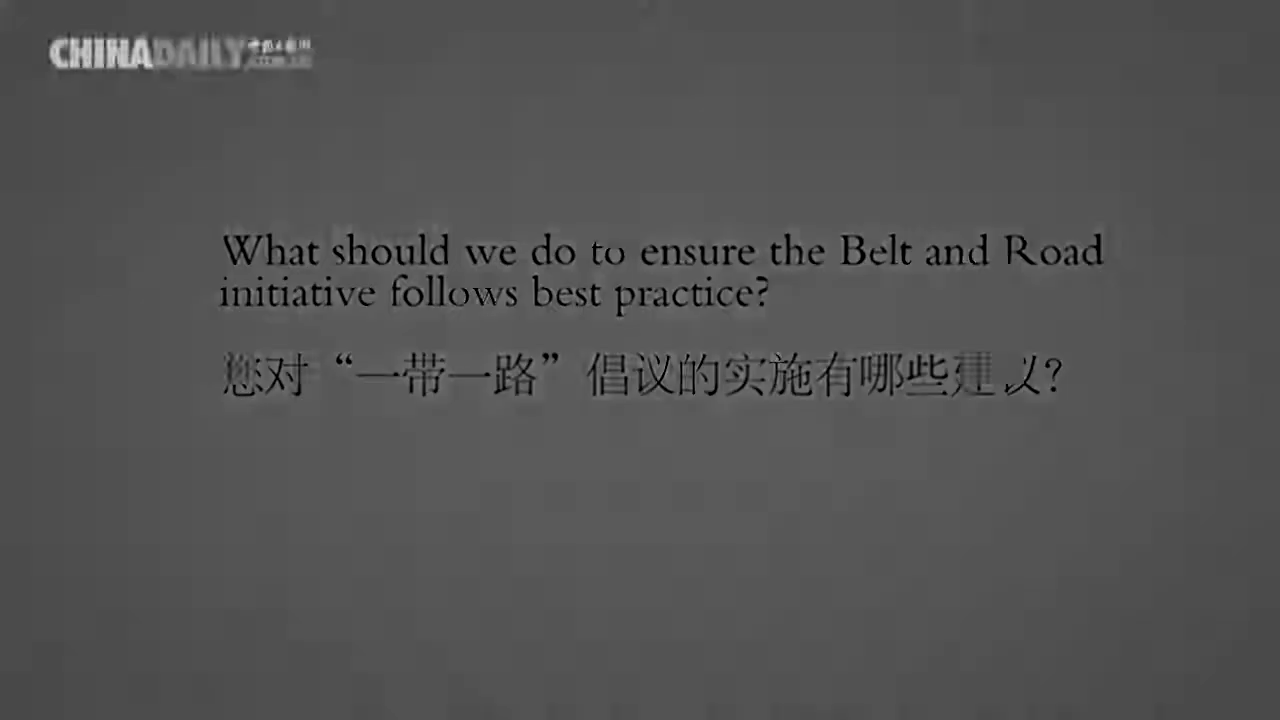 CHINADAILY
What should we do to ensure the Belt and Road
initiative follows best practice?
您对“一带一路”倡议的实施有哪些建议?